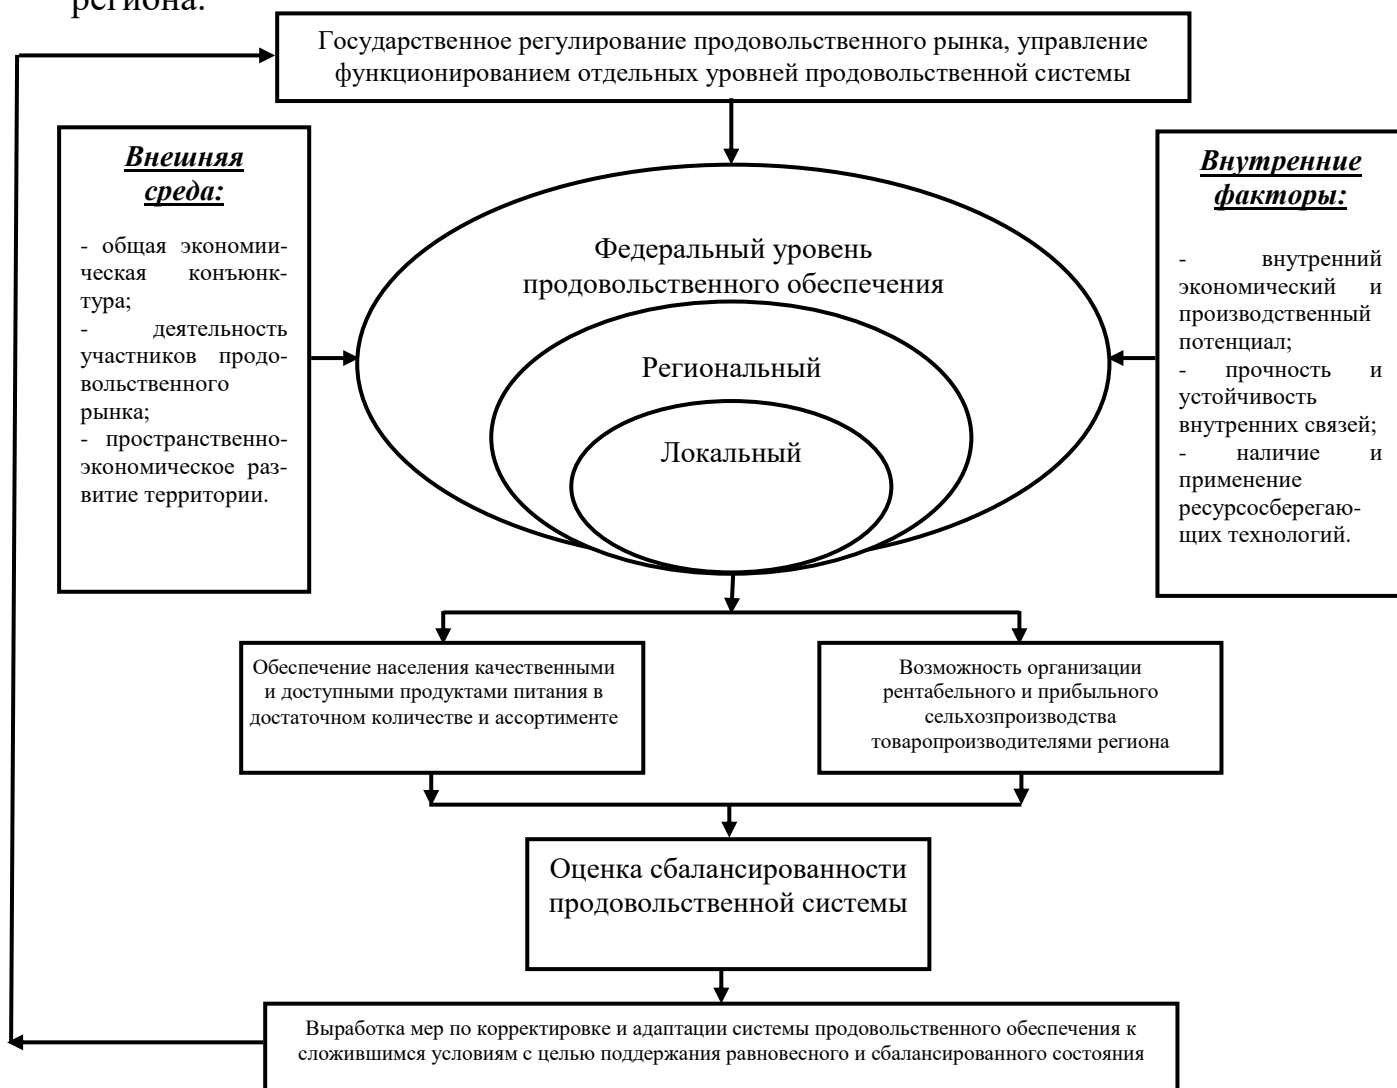 региона.
Государственное регулирование продовольственного рынка, управление
функционированием отдельных уровней продовольственной системы
Внешняя
среда:
- общая экономии-
ческая конъюнк-
тура;
- деятельность
участников продо-
вольственного
рынка;
- пространственно-
экономическое раз-
витие территории.
Федеральный уровень
продовольственного обеспечения
Региональный
Локальный
Внутренние
факторы:
- внутренний
экономический и
производственный
потенциал;
- прочность и
устойчивость
внутренних связей;
- наличие и
применение
ресурсосберегаю-
щих технологий.
Обеспечение населения качественными
и доступными продуктами питания в
достаточном количестве и ассортименте
Возможность организации
рентабельного и прибыльного
сельхозпроизводства
товаропроизводителями региона
Оценка сбалансированности
продовольственной системы
Выработка мер по корректировке и адаптации системы продовольственного обеспечения к
сложившимся условиям с целью поддержания равновесного и сбалансированного состояния